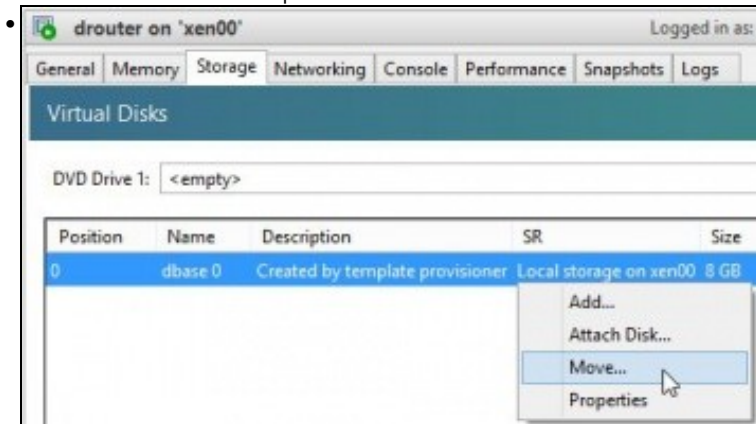 drouter on 'xen00' Logged in as:
General Memory Storage Networking Console Performance Snapshots Logs
Virtual Disks
DVD Drive 1: <empty>
Position Name Description SR Size
0 dbase 0 Created by template provisioner Local storage on xen00 8 GB
Add...
Attach Disk...
Move...
Properties